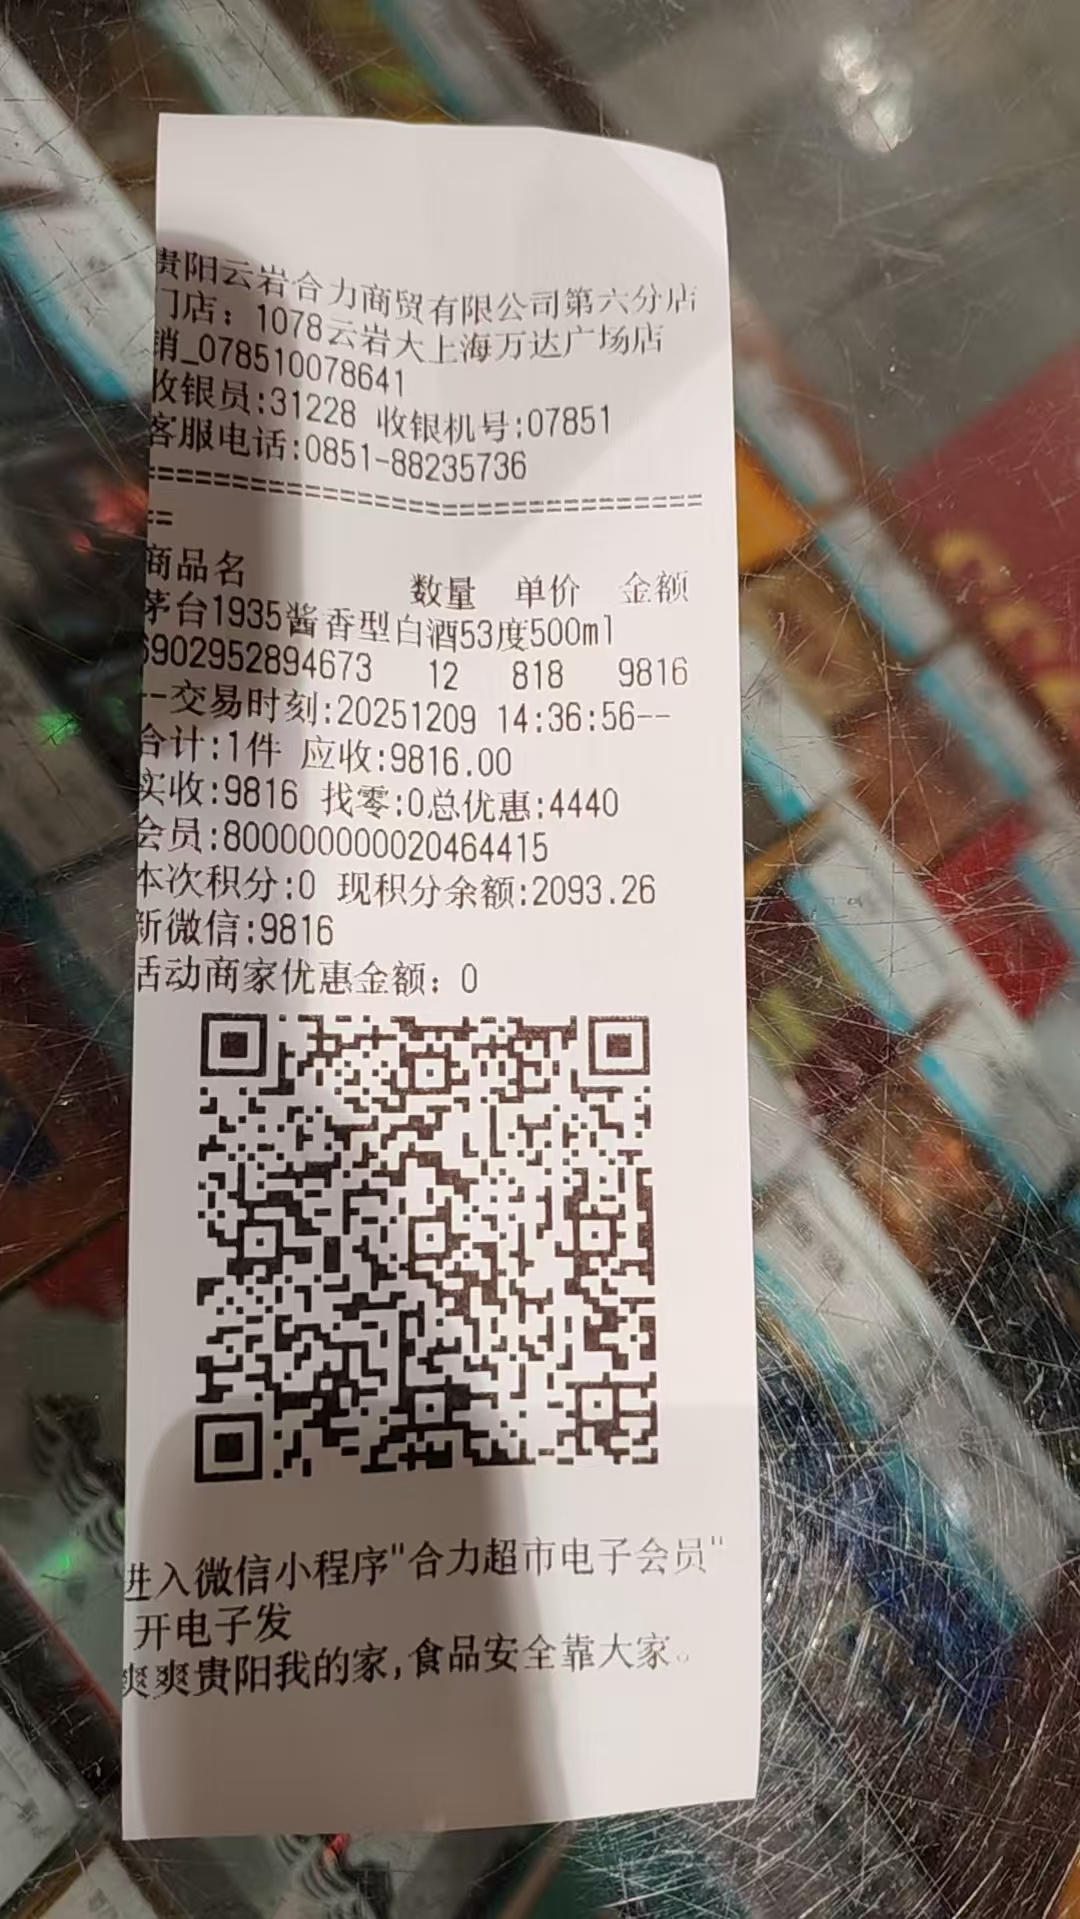 贵阳云岩合力商贸有限公司第六分店
门店：1078云岩大上海万达广场店
销_078510078641
收银员:31228 收银机号:07851
客服电话:0851-88235736
================================
==
商品名 数量 单价 金额
茅台1935酱香型白酒53度500ml
6902952894673 12 818 9816
--交易时刻:20251209 14:36:56--
合计:1件 应收:9816.00
实收:9816 找零:0总优惠:4440
会员:800000000020464415
本次积分:0 现积分余额:2093.26
新微信:9816
活动商家优惠金额：0
进入微信小程序"合力超市电子会员"
开电子发
爽爽贵阳我的家,食品安全靠大家。